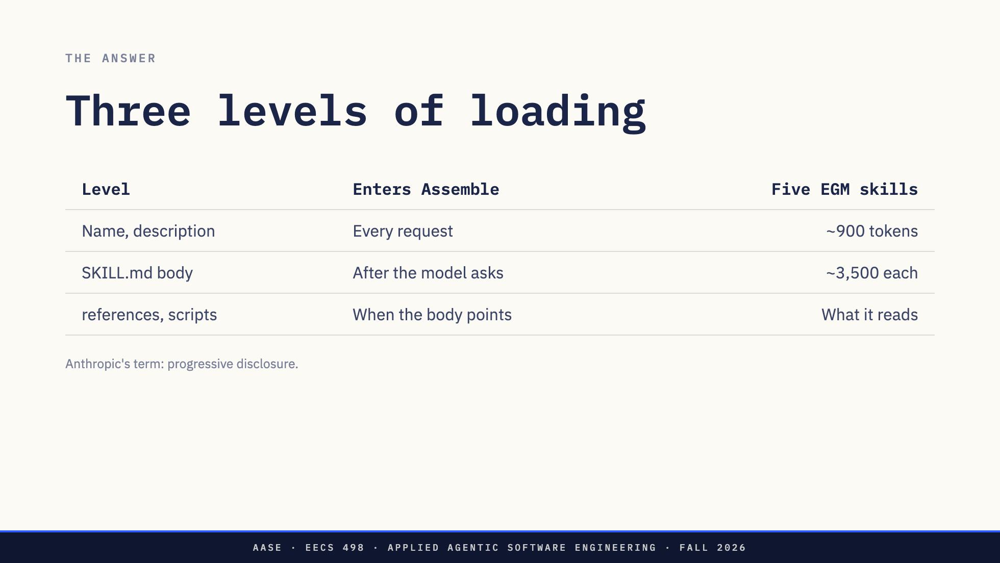 THE ANSWER
Three levels of loading
Level Enters Assemble Five EGM skills
Name, description Every request ~900 tokens
SKILL.md body After the model asks ~3,500 each
references, scripts When the body points What it reads
Anthropic's term: progressive disclosure.
AASE · EECS 498 · APPLIED AGENTIC SOFTWARE ENGINEERING · FALL 2026